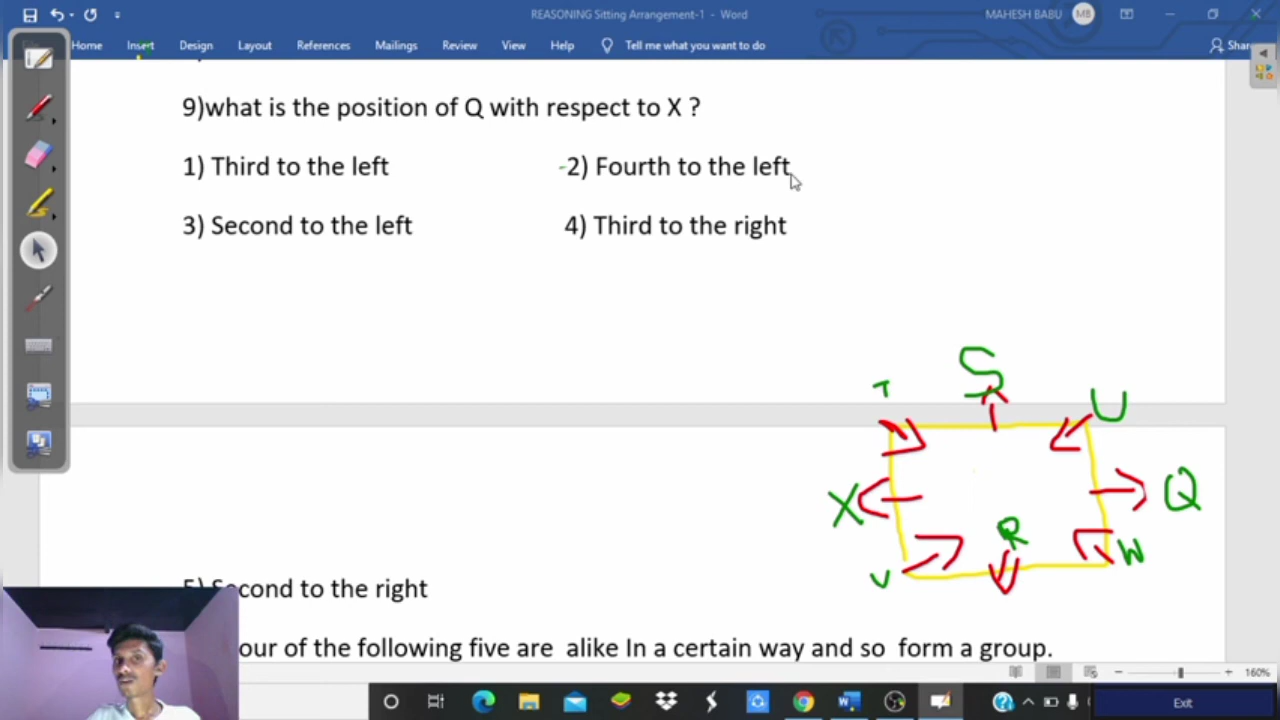 REASONING Sitting Arrangement-1 - Word
MAHESH BABU MB
Home Insert Design Layout References Mailings Review View Help Tell me what you want to do Shar
9)what is the position of Q with respect to X ?
1) Third to the left -2) Fourth to the left
3) Second to the left 4) Third to the right
S
T U
X Q
R
V W
5) Second to the right
our of the following five are alike In a certain way and so form a group.
160%
Exit